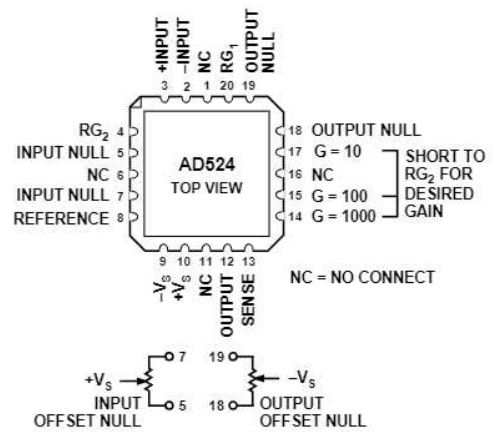 +INPUT
–INPUT
NC
RG1
OUTPUT
NULL
3 2 1 20 19
RG2 4
INPUT NULL 5
NC 6
INPUT NULL 7
REFERENCE 8
AD524
TOP VIEW
18 OUTPUT NULL
17 G = 10
16 NC
15 G = 100
14 G = 1000
SHORT TO
RG2 FOR
DESIRED
GAIN
9 10 11 12 13
–VS
+VS
NC
OUTPUT
SENSE
NC = NO CONNECT
+VS
7
5
INPUT
OFFSET NULL
19
18
–VS
OUTPUT
OFFSET NULL